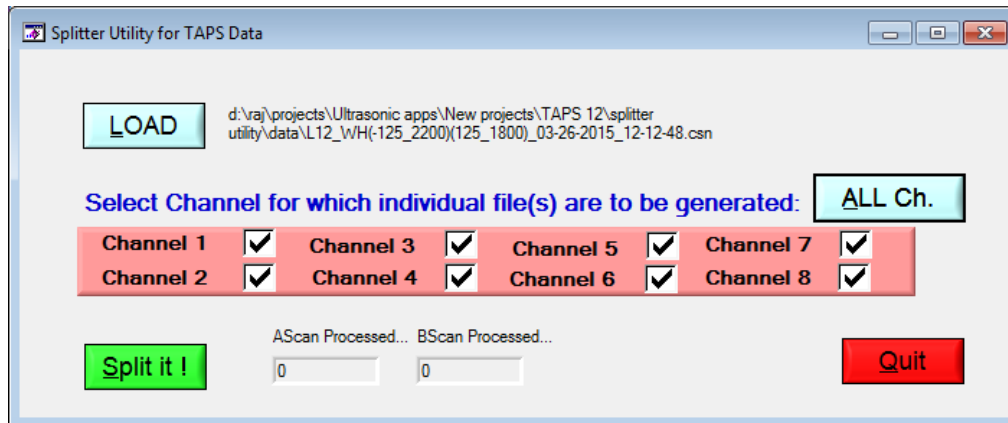 Splitter Utility for TAPS Data
LOAD
d:\raj\projects\Ultrasonic apps\New projects\TAPS 12\splitter
utility\data\L12_WH(-125_2200)(125_1800)_03-26-2015_12-12-48.csn
Select Channel for which individual file(s) are to be generated:
ALL Ch.
Channel 1 Channel 3 Channel 5 Channel 7
Channel 2 Channel 4 Channel 6 Channel 8
AScan Processed... BScan Processed...
Split it !
0 0
Quit